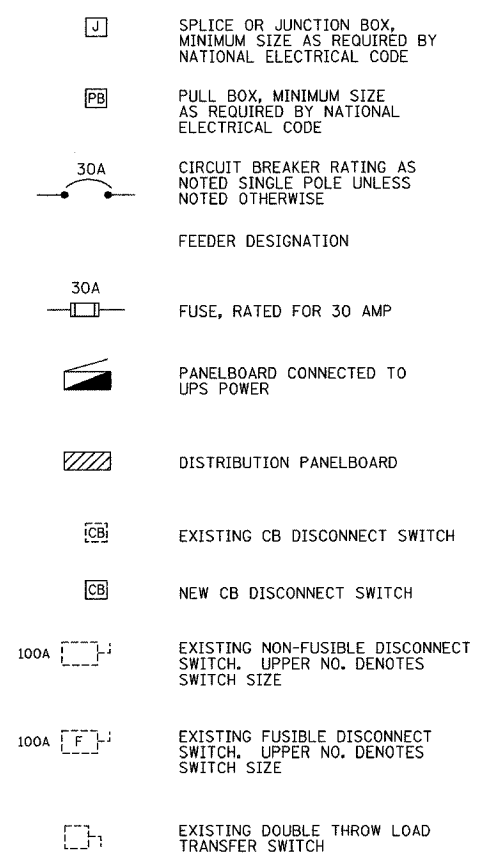 J
SPLICE OR JUNCTION BOX,
MINIMUM SIZE AS REQUIRED BY
NATIONAL ELECTRICAL CODE
PB
PULL BOX, MINIMUM SIZE
AS REQUIRED BY NATIONAL
ELECTRICAL CODE
30A
CIRCUIT BREAKER RATING AS
NOTED SINGLE POLE UNLESS
NOTED OTHERWISE
FEEDER DESIGNATION
30A
FUSE, RATED FOR 30 AMP
PANELBOARD CONNECTED TO
UPS POWER
DISTRIBUTION PANELBOARD
CB
EXISTING CB DISCONNECT SWITCH
CB
NEW CB DISCONNECT SWITCH
100A
EXISTING NON-FUSIBLE DISCONNECT
SWITCH. UPPER NO. DENOTES
SWITCH SIZE
100A F
EXISTING FUSIBLE DISCONNECT
SWITCH. UPPER NO. DENOTES
SWITCH SIZE
EXISTING DOUBLE THROW LOAD
TRANSFER SWITCH